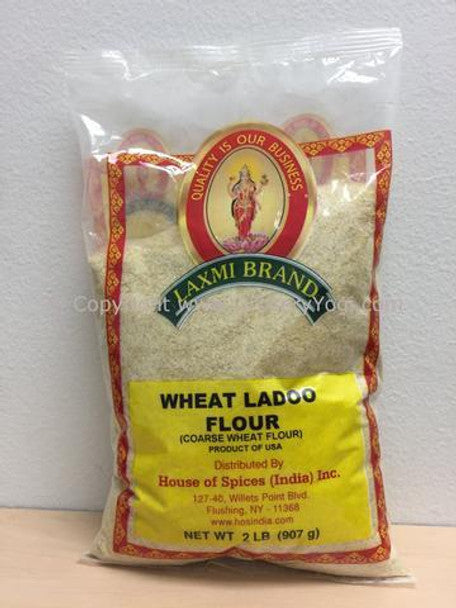 QUALITY IS OUR BUSINESS
LAXMI BRAND
WHEAT LADOO
FLOUR
(COARSE WHEAT FLOUR)
PRODUCT OF USA
Distributed By
House of Spices (India) Inc.
127-40, Willets Point Blvd.
Flushing, NY - 11368
www.hosindia.com
NET WT 2 LB (907 g)